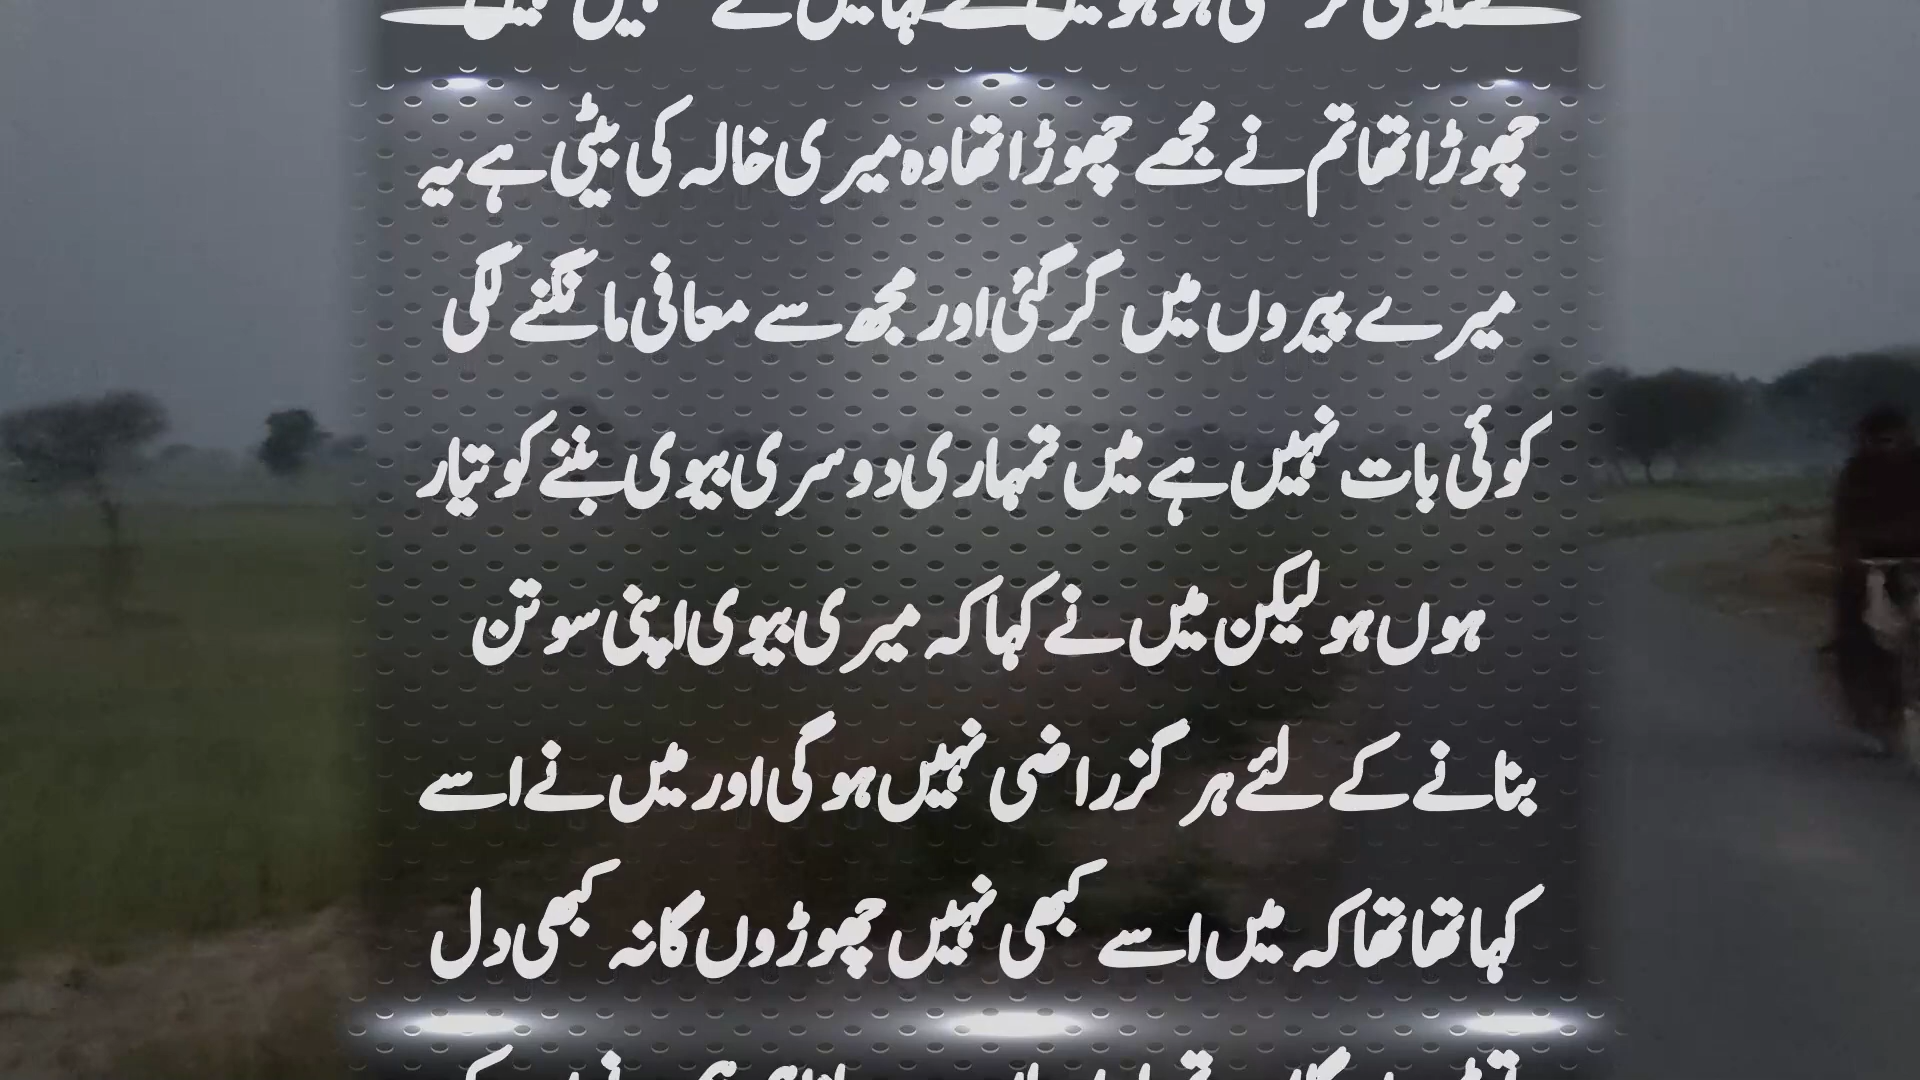 چھوڑا تھا تم نے مجھے چھوڑا تھا وہ میری خالہ کی بیٹی ہے یہ
میرے پیروں میں گر گئی اور مجھ سے معافی مانگنے لگی
کوئی بات نہیں ہے میں تمہاری دوسری بیوی بننے کو تیار
ہوں ہو لیکن میں نے کہا کہ میری بیوی اپنی سوتن
بنانے کے لئے ہر گز راضی نہیں ہو گی اور میں نے اسے
کہا تھا تھا کہ میں اسے کبھی نہیں چھوڑوں گا نہ کبھی دل